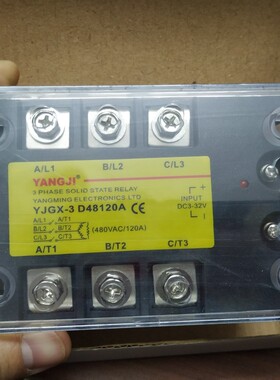 A/L1 B/L2 C/L3
YANGJI
3 PHASE SOLID STATE RELAY
YANGMING ELECTRONICS LTD
YJGX-3 D48120A CE
A/L1 A/T1
B/L2 B/T2
C/L3 C/T3
(480VAC/120A)
+
INPUT
DC3-32V
-
A/T1 B/T2 C/T3